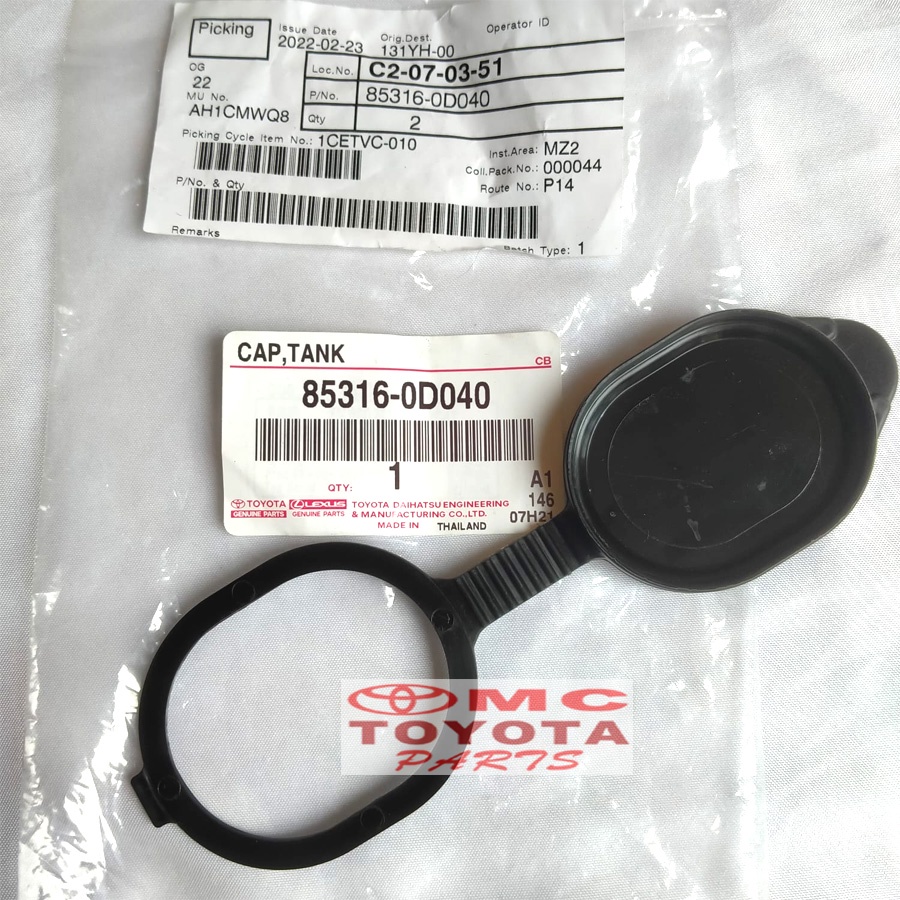 Picking
Issue Date
2022-02-23
Orig.Dest.
131YH-00
Operator ID
OG
22
MU No.
AH1CMWQ8
Loc.No. C2-07-03-51
P/No. 85316-0D040
Qty 2
Picking Cycle Item No.: 1CETVC-010
Inst.Area: MZ2
Coll.Pack.No.: 000044
Route No.: P14
P/No. & Qty
Remarks
Batch Type: 1
CAP,TANK
CB
85316-0D040
QTY: 1
A1
146
07H21
TOYOTA
GENUINE PARTS
LEXUS
GENUINE PARTS
TOYOTA DAIHATSU ENGINEERING
& MANUFACTURING CO.,LTD.
MADE IN THAILAND
MC
TOYOTA
PARTS